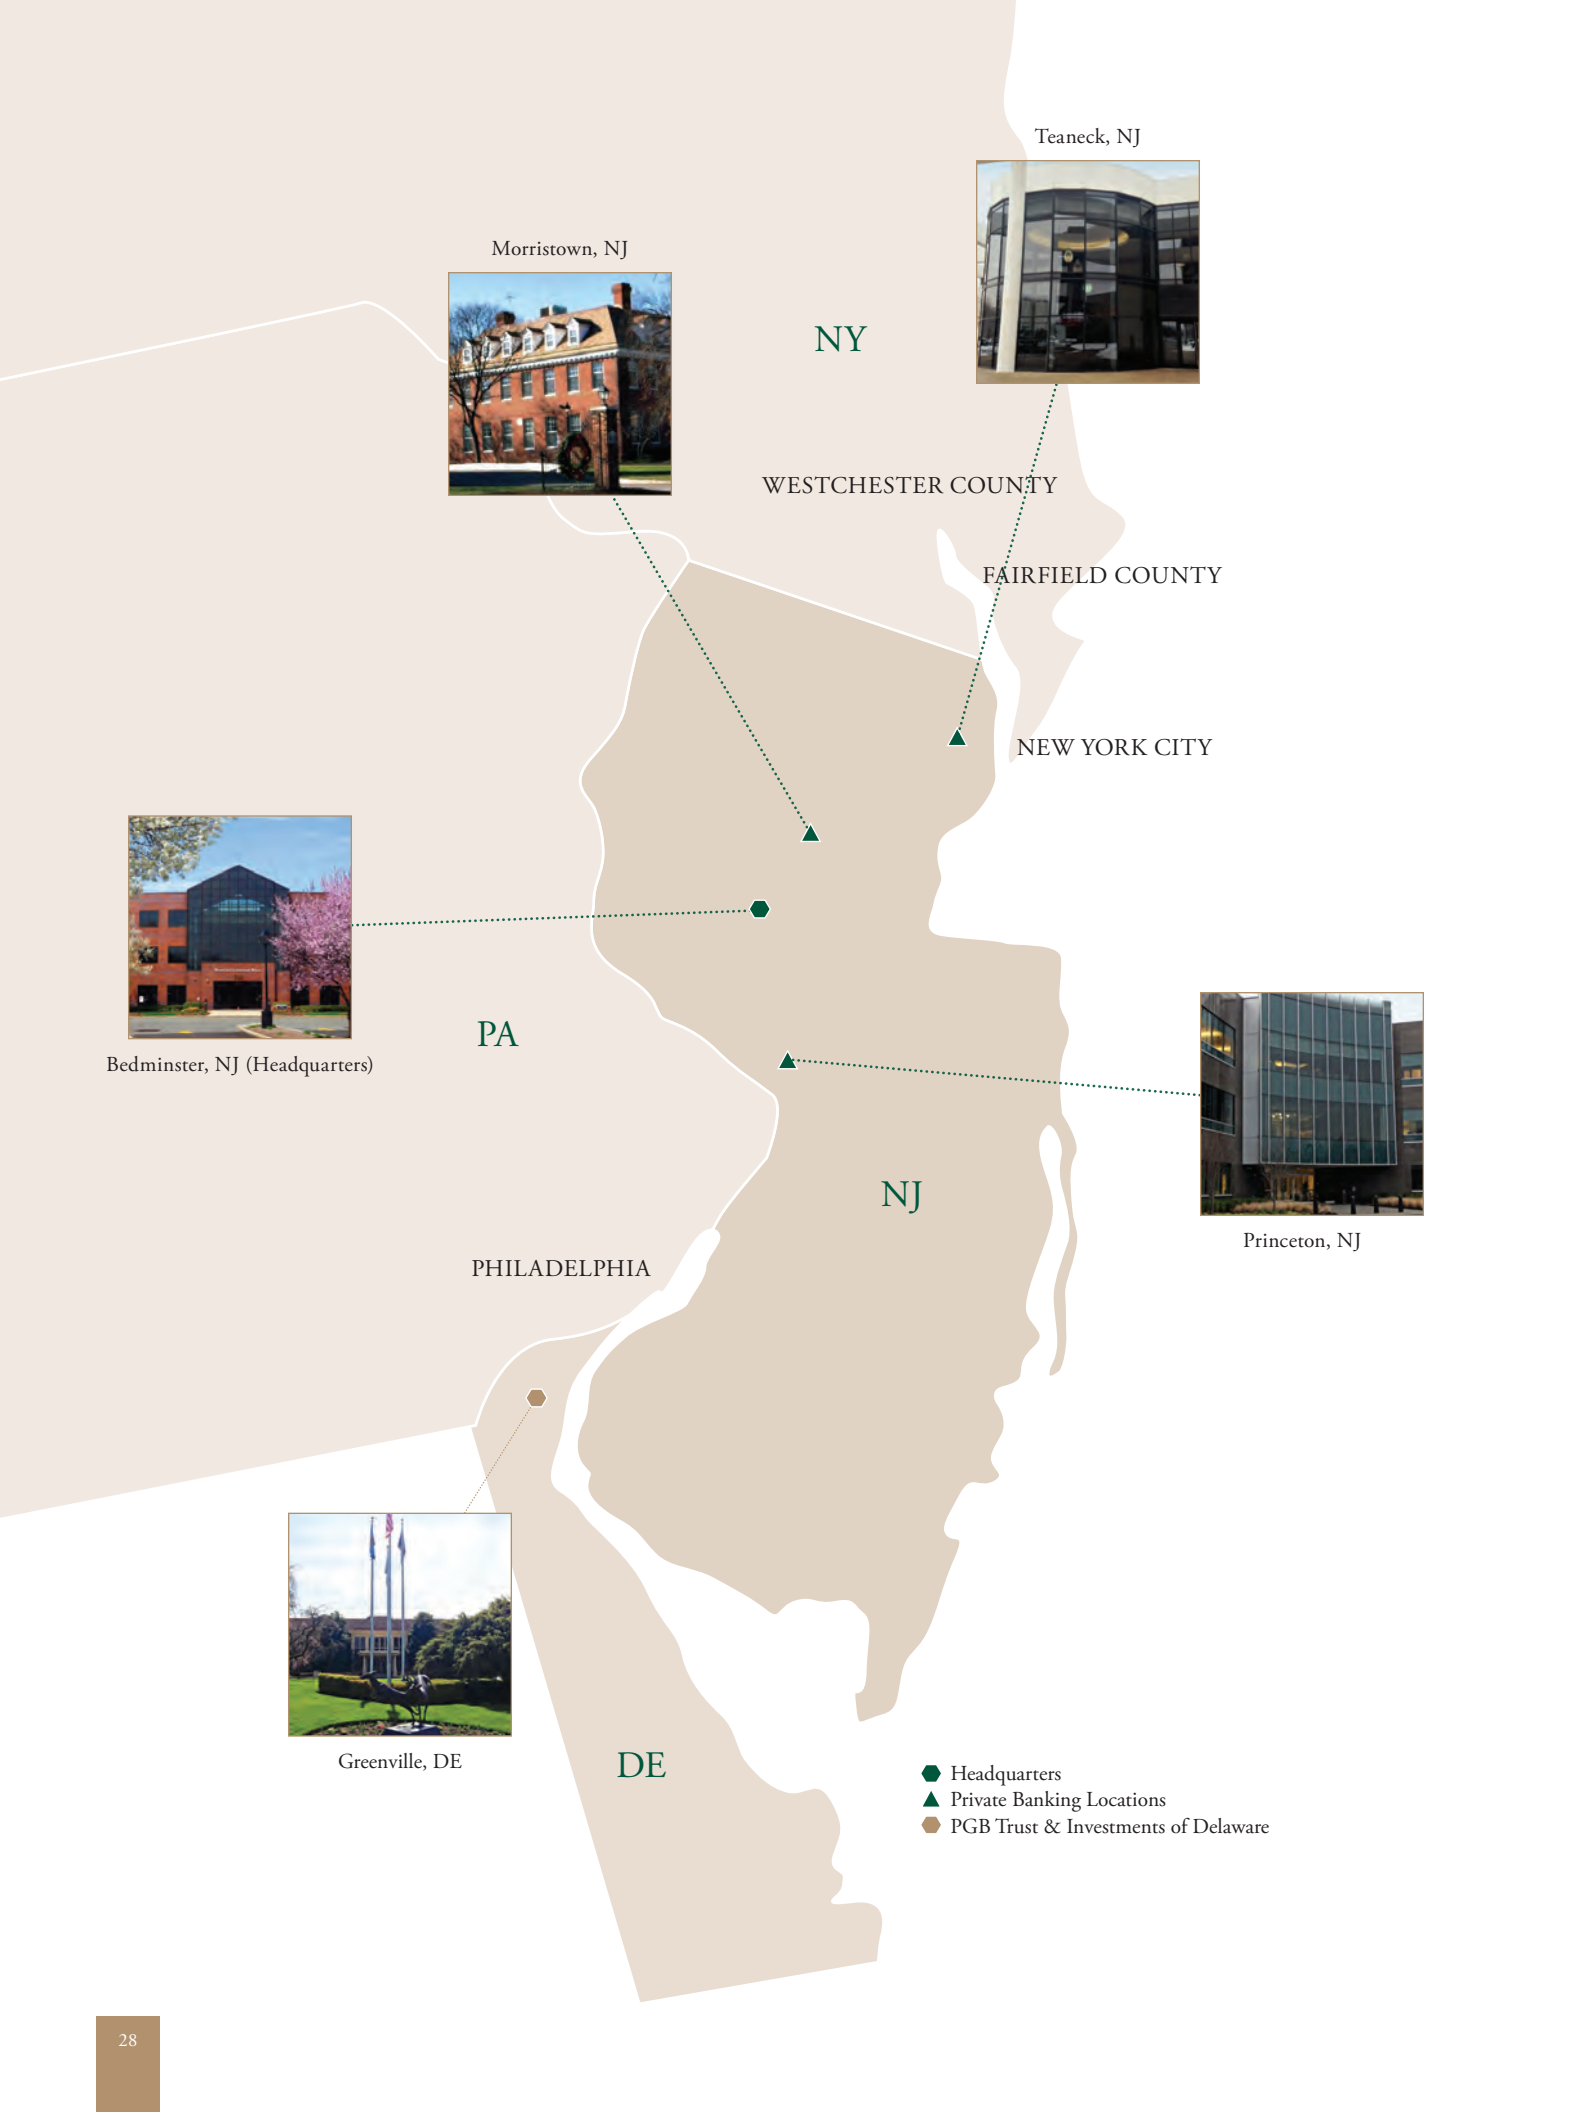 Teaneck, NJ
Morristown, NJ
NY
WESTCHESTER COUNTY
FAIRFIELD COUNTY
NEW YORK CITY
Bedminster, NJ (Headquarters)
PA
NJ
Princeton, NJ
PHILADELPHIA
Greenville, DE
DE
Headquarters
Private Banking Locations
PGB Trust & Investments of Delaware
28